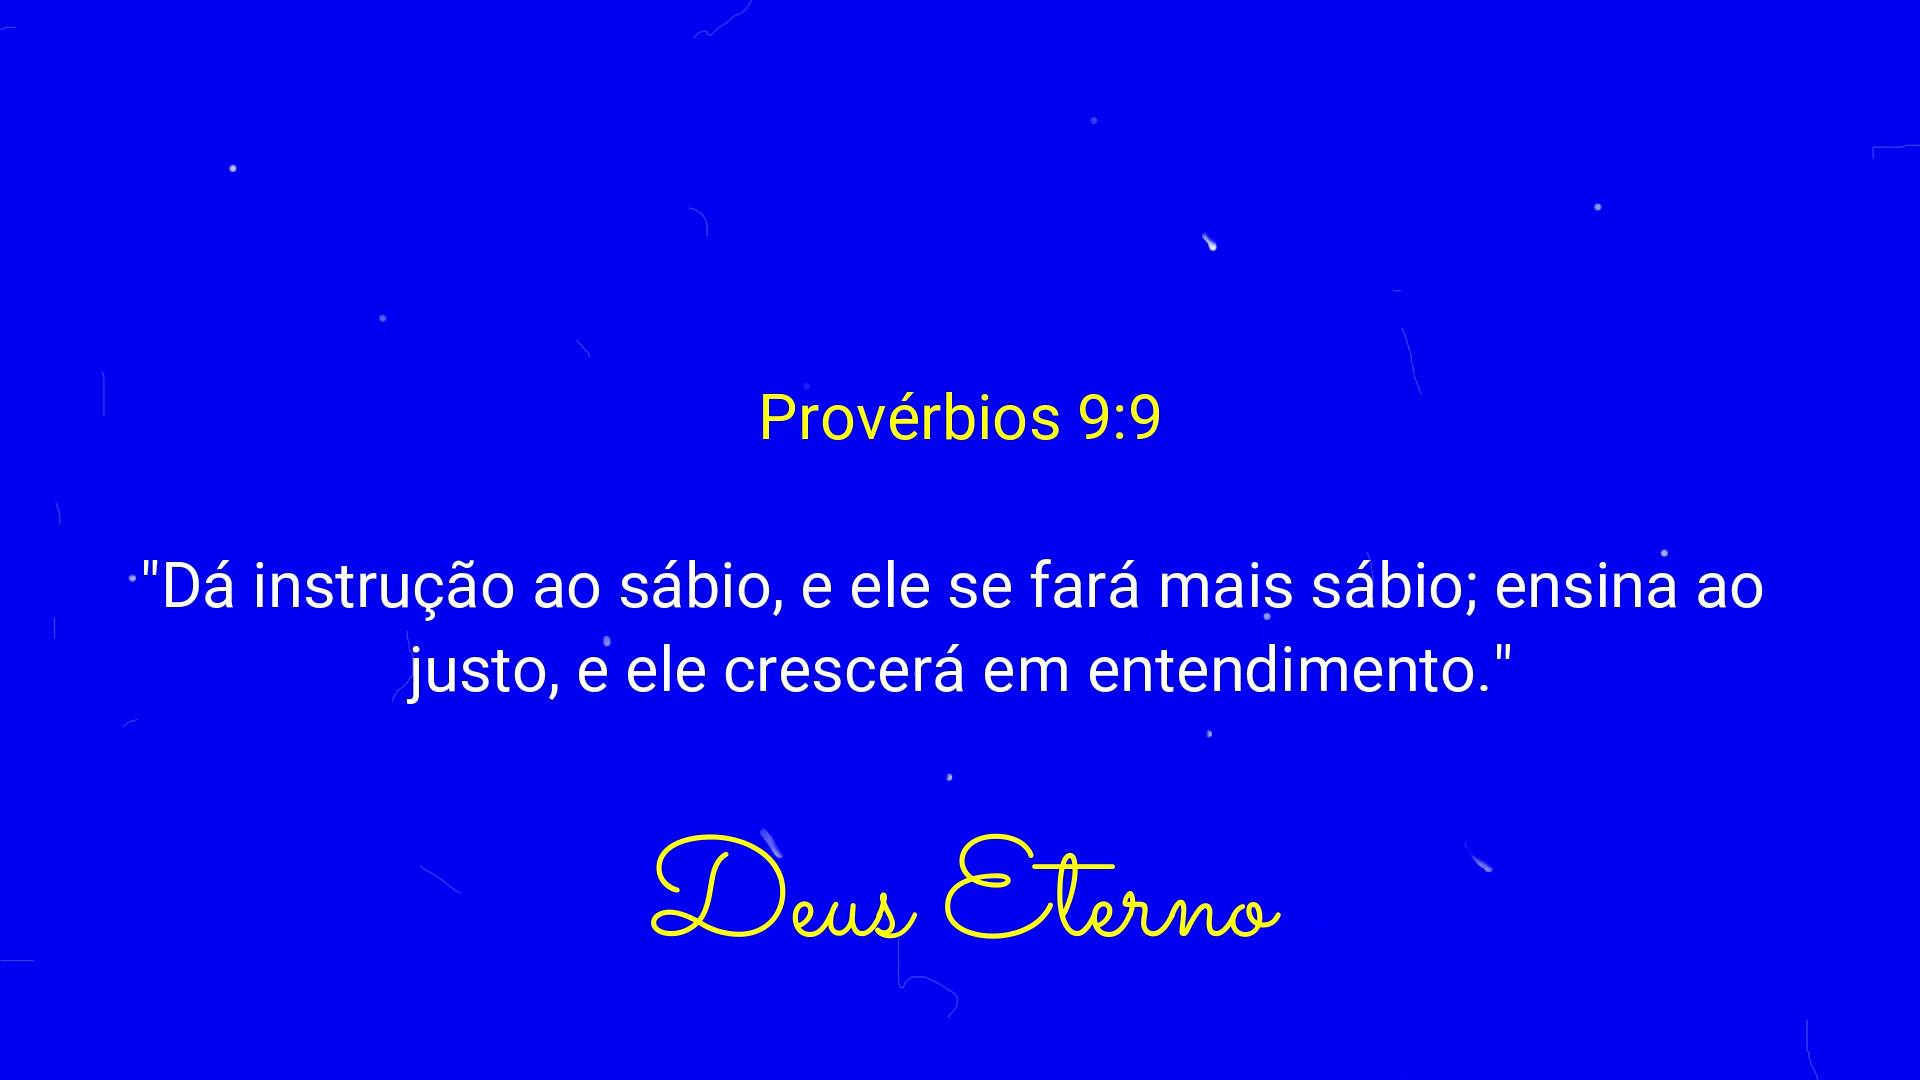 Provérbios 9:9
"Dá instrução ao sábio, e ele se fará mais sábio; ensina ao
justo, e ele crescerá em entendimento."
Deus Eterno